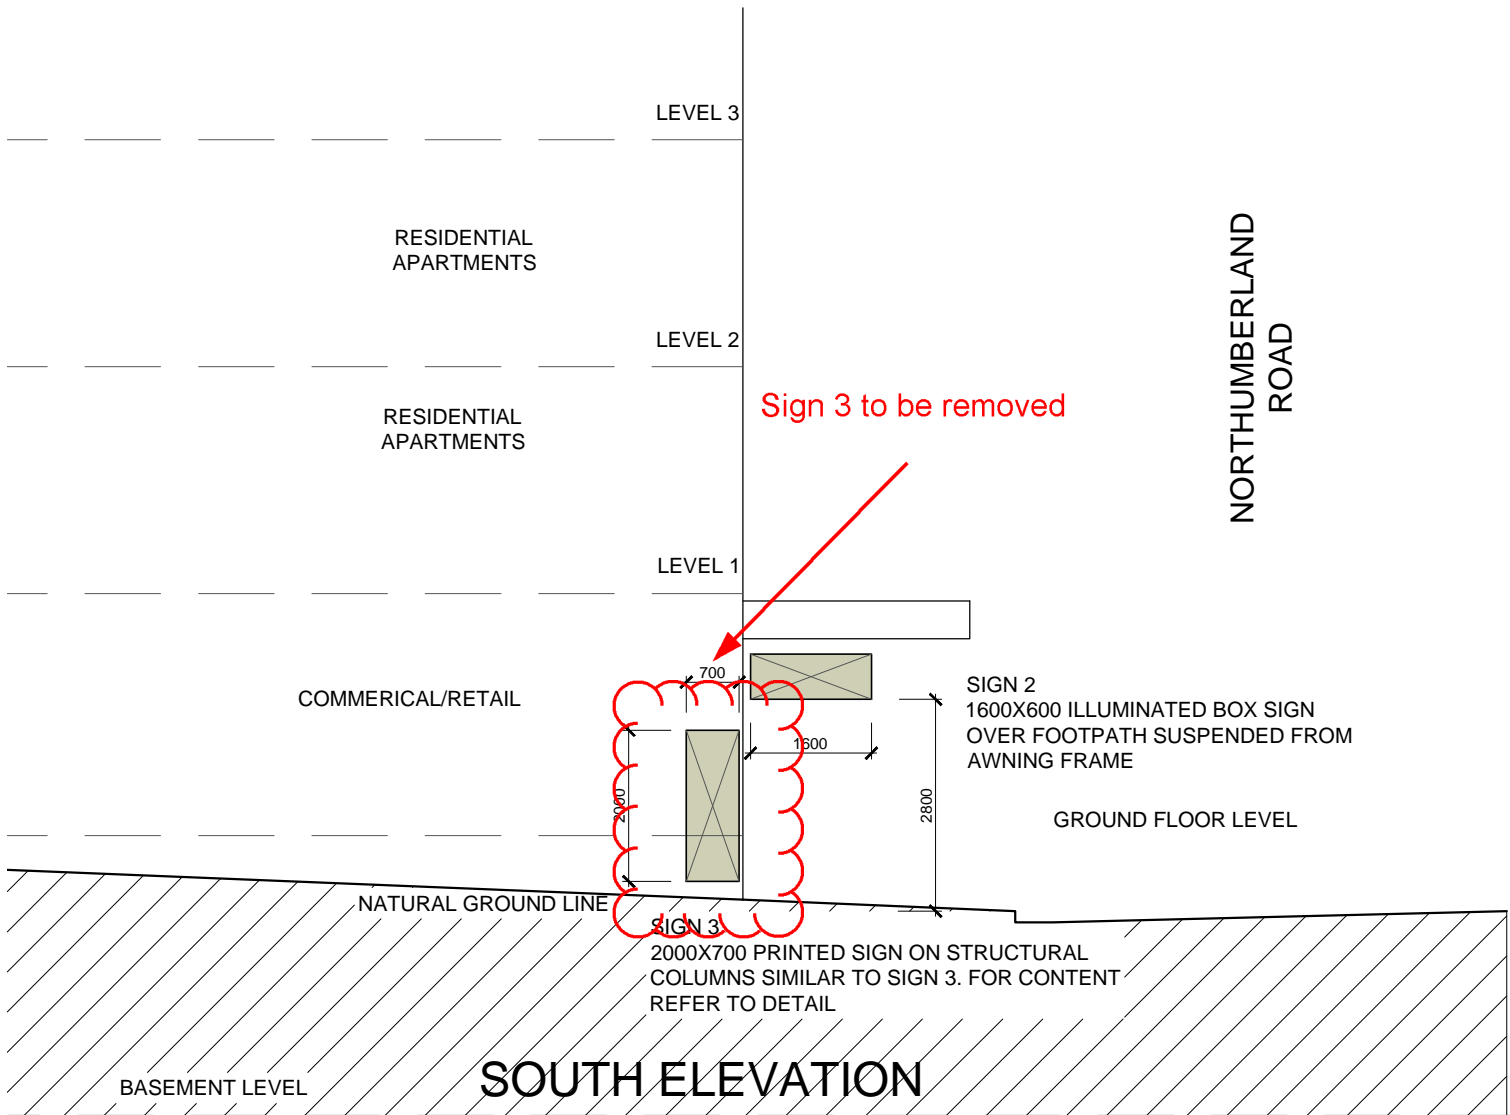 LEVEL 3
RESIDENTIAL
APARTMENTS
NORTHUMBERLAND
ROAD
LEVEL 2
RESIDENTIAL
APARTMENTS
Sign 3 to be removed
LEVEL 1
700
COMMERICAL/RETAIL
SIGN 2
1600X600 ILLUMINATED BOX SIGN
OVER FOOTPATH SUSPENDED FROM
AWNING FRAME
1600
2000
2800
GROUND FLOOR LEVEL
NATURAL GROUND LINE
SIGN 3
2000X700 PRINTED SIGN ON STRUCTURAL
COLUMNS SIMILAR TO SIGN 3. FOR CONTENT
REFER TO DETAIL
SOUTH ELEVATION
BASEMENT LEVEL